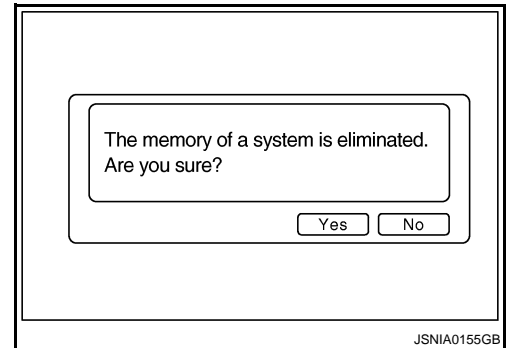 The memory of a system is eliminated.
Are you sure?
Yes No
JSNIA0155GB